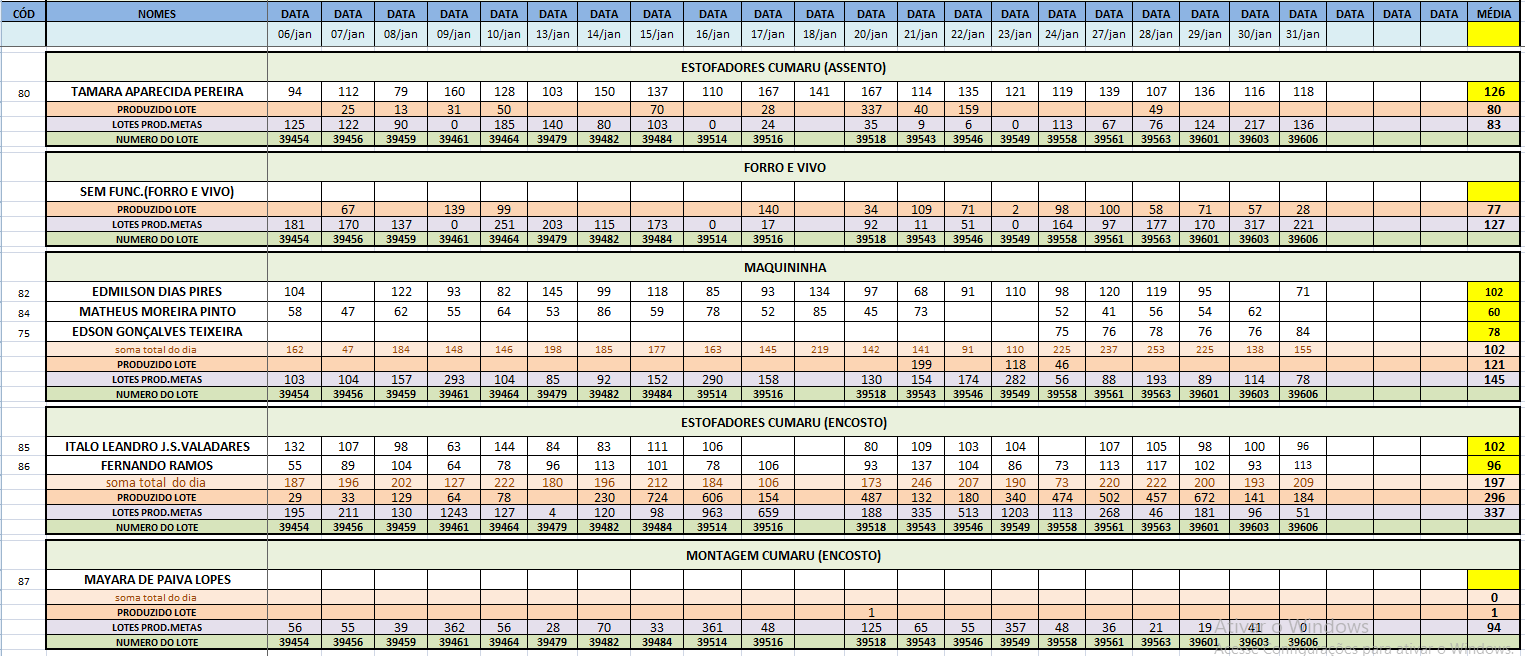 CÓD NOMES DATA DATA DATA DATA DATA DATA DATA DATA DATA DATA DATA DATA DATA DATA DATA DATA DATA DATA DATA DATA DATA DATA DATA DATA MÉDIA
06/jan 07/jan 08/jan 09/jan 10/jan 13/jan 14/jan 15/jan 16/jan 17/jan 18/jan 20/jan 21/jan 22/jan 23/jan 24/jan 27/jan 28/jan 29/jan 30/jan 31/jan
ESTOFADORES CUMARU (ASSENTO)
80 TAMARA APARECIDA PEREIRA 94 112 79 160 128 103 150 137 110 167 141 167 114 135 121 119 139 107 136 116 118 126
PRODUZIDO LOTE 25 13 31 50 70 28 337 40 159 49 80
LOTES PROD.METAS 125 122 90 0 185 140 80 103 0 24 35 9 6 0 113 67 76 124 217 136 83
NUMERO DO LOTE 39454 39456 39459 39461 39464 39479 39482 39484 39514 39516 39518 39543 39546 39549 39558 39561 39563 39601 39603 39606
FORRO E VIVO
SEM FUNC.(FORRO E VIVO)
PRODUZIDO LOTE 67 139 99 140 34 109 71 2 98 100 58 71 57 28 77
LOTES PROD.METAS 181 170 137 0 251 203 115 173 0 17 92 11 51 0 164 97 177 170 317 221 127
NUMERO DO LOTE 39454 39456 39459 39461 39464 39479 39482 39484 39514 39516 39518 39543 39546 39549 39558 39561 39563 39601 39603 39606
MAQUININHA
82 EDMILSON DIAS PIRES 104 122 93 82 145 99 118 85 93 134 97 68 91 110 98 120 119 95 71 102
84 MATHEUS MOREIRA PINTO 58 47 62 55 64 53 86 59 78 52 85 45 73 52 41 56 54 62 60
75 EDSON GONÇALVES TEIXEIRA 75 76 78 76 76 84 78
soma total do dia 162 47 184 148 146 198 185 177 163 145 219 142 141 91 110 225 237 253 225 138 155 102
PRODUZIDO LOTE 199 118 46 121
LOTES PROD.METAS 103 104 157 293 104 85 92 152 290 158 130 154 174 282 56 88 193 89 114 78 145
NUMERO DO LOTE 39454 39456 39459 39461 39464 39479 39482 39484 39514 39516 39518 39543 39546 39549 39558 39561 39563 39601 39603 39606
ESTOFADORES CUMARU (ENCOSTO)
85 ITALO LEANDRO J.S.VALADARES 132 107 98 63 144 84 83 111 106 80 109 103 104 107 105 98 100 96 102
86 FERNANDO RAMOS 55 89 104 64 78 96 113 101 78 106 93 137 104 86 73 113 117 102 93 113 96
soma total do dia 187 196 202 127 222 180 196 212 184 106 173 246 207 190 73 220 222 200 193 209 197
PRODUZIDO LOTE 29 33 129 64 78 230 724 606 154 487 132 180 340 474 502 457 672 141 184 296
LOTES PROD.METAS 195 211 130 1243 127 4 120 98 963 659 188 335 513 1203 113 268 46 181 96 51 337
NUMERO DO LOTE 39454 39456 39459 39461 39464 39479 39482 39484 39514 39516 39518 39543 39546 39549 39558 39561 39563 39601 39603 39606
MONTAGEM CUMARU (ENCOSTO)
87 MAYARA DE PAIVA LOPES
soma total do dia 0
PRODUZIDO LOTE 1 1
LOTES PROD.METAS 56 55 39 362 56 28 70 33 361 48 125 65 55 357 48 36 21 19 41 0 94
Ativar o Windows
NUMERO DO LOTE 39454 39456 39459 39461 39464 39479 39482 39484 39514 39516 39518 39543 39546 39549 39558 39561 39563 39601 39603 39606
Acesse Configurações para ativar o Windows.